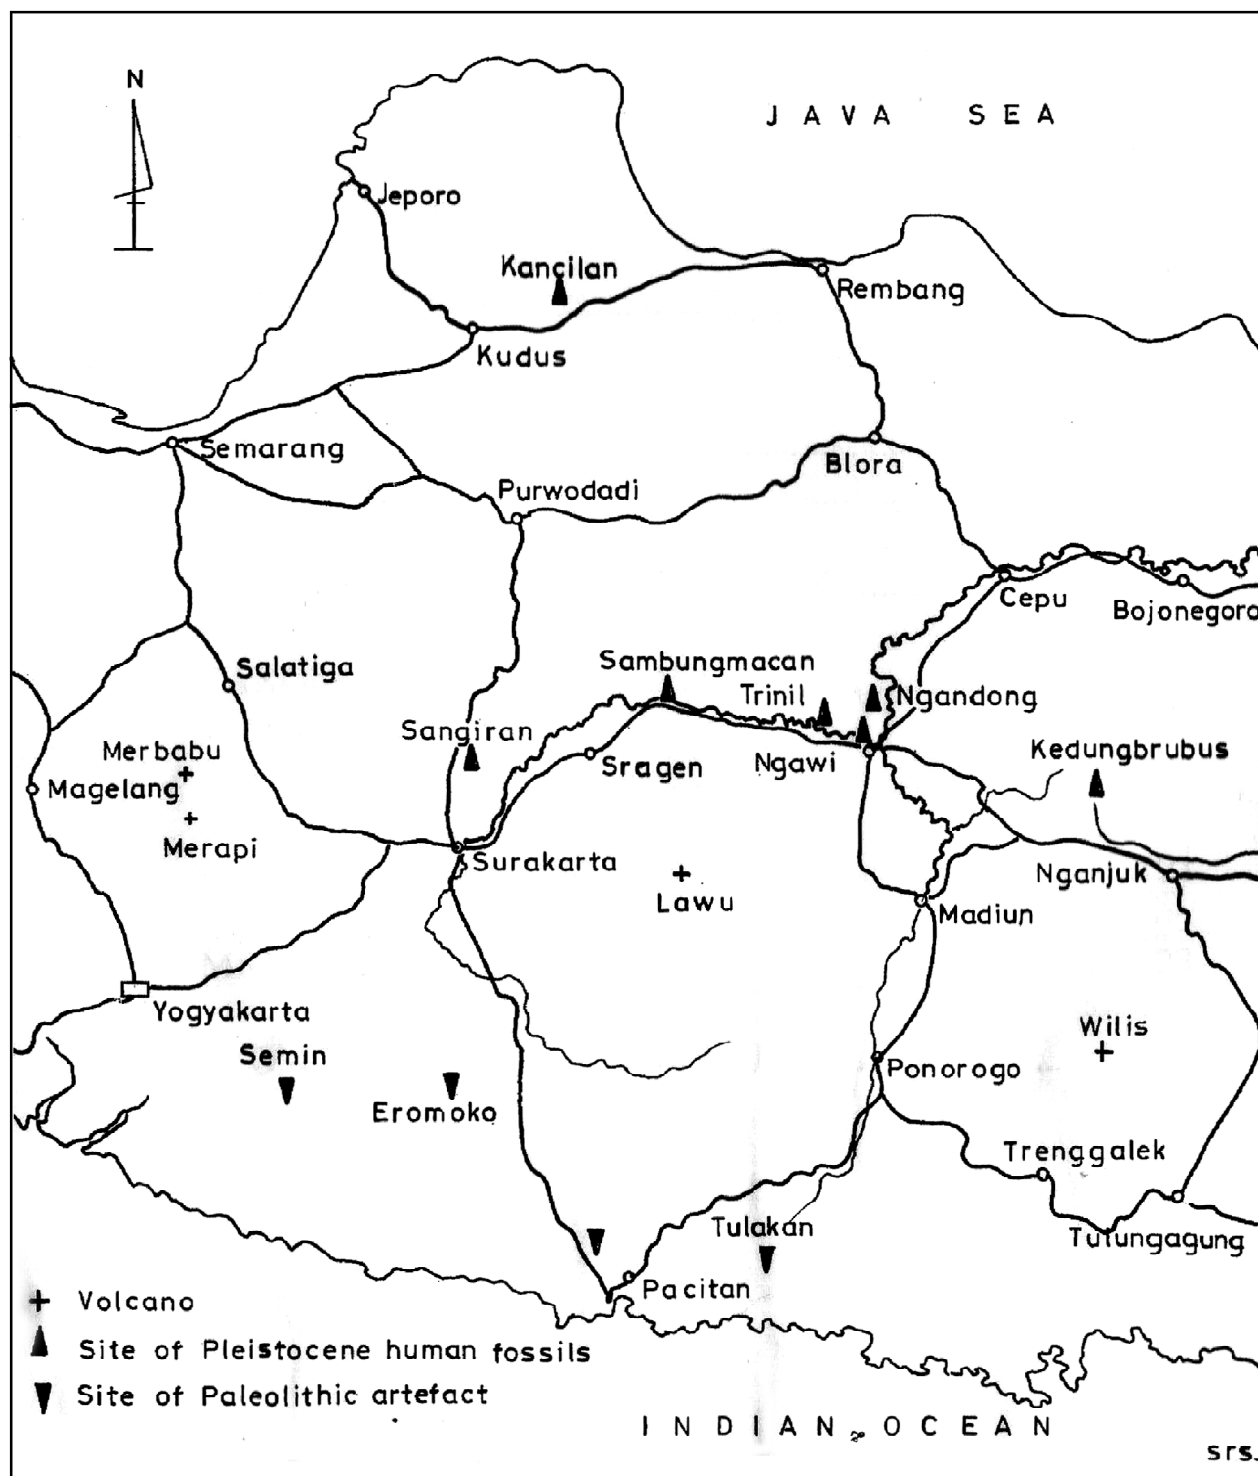 N
JAVA SEA
Jeporo
Kancilan
Rembang
Kudus
Semarang
Blora
Purwodadi
Cepu
Bojonegoro
Salatiga
Sambungmacan
Trinil
Ngandong
Sangiran
Merbabu
Magelang
Sragen
Ngawi
Kedungbrubus
Merapi
Surakarta
Lawu
Nganjuk
Madiun
Yogyakarta
Semin
Wilis
Ponorogo
Eromoko
Trenggalek
Tulakan
Tulungagung
Pacitan
Volcano
Site of Pleistocene human fossils
Site of Paleolithic artefact
INDIAN OCEAN
srs.